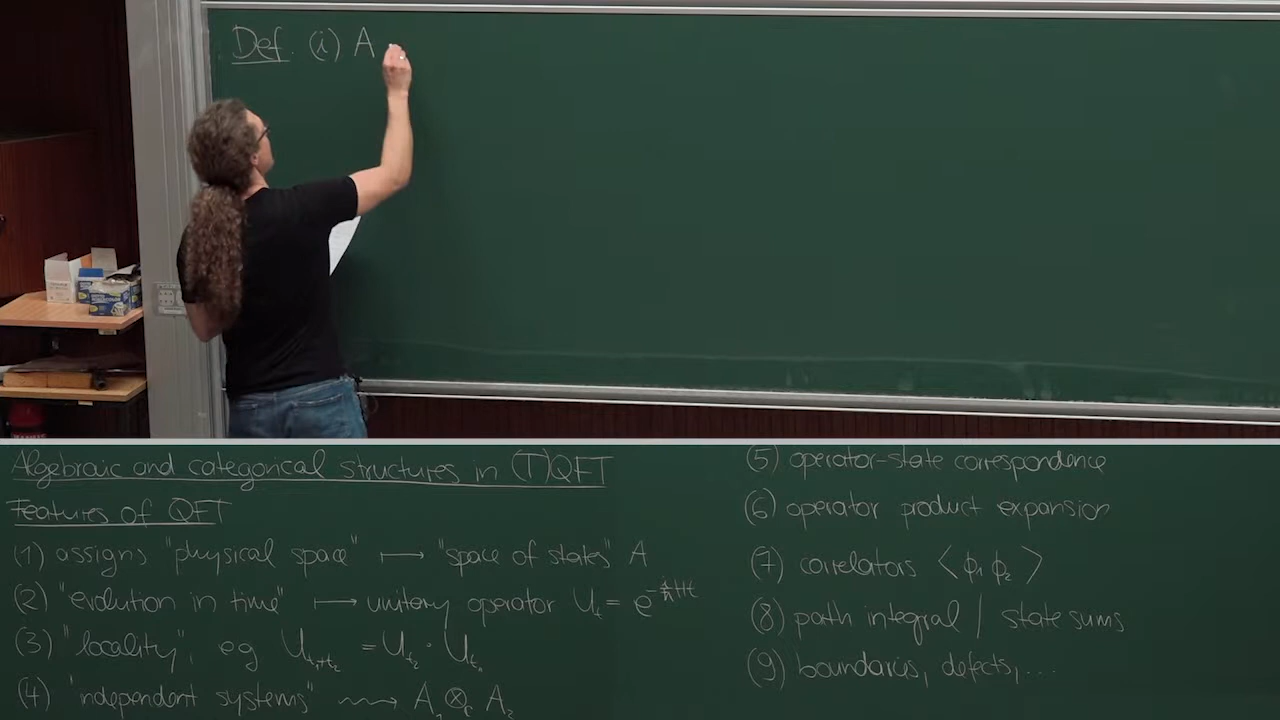 Def. (i) A
Algebraic and categorical structures in (T)QFT
Features of QFT
(1) assigns "physical space" ⟼ "space of states" A
(2) "evolution in time" ⟼ unitary operator U_t = e^{-i/ħ Ht}
(3) "locality", eg U_{t₁+t₂} = U_{t₂} · U_{t₁}
(4) "independent systems" ⇝ A₁ ⊗_ℂ A₂
(5) operator-state correspondence
(6) operator product expansion
(7) correlators <ϕ₁ ϕ₂ >
(8) path integral / state sums
(9) boundaries, defects, ...